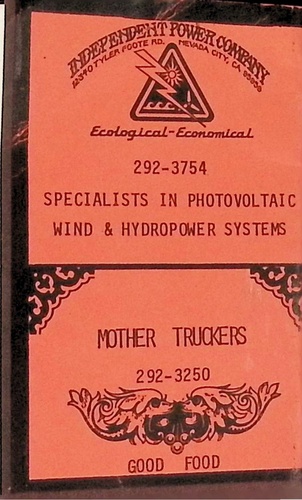 INDEPENDENT POWER COMPANY
12340 TYLER FOOTE RD. NEVADA CITY, CA 95959
Ecological-Economical
292-3754
SPECIALISTS IN PHOTOVOLTAIC
WIND & HYDROPOWER SYSTEMS
MOTHER TRUCKERS
292-3250
GOOD FOOD